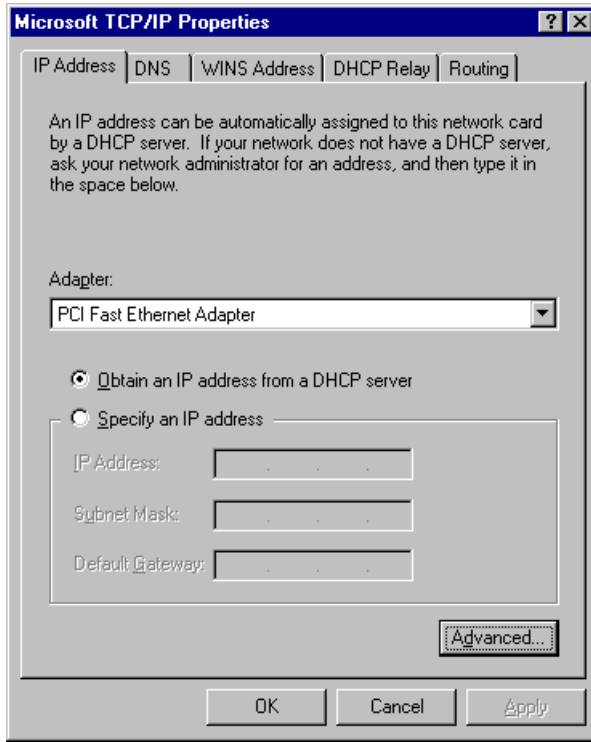 Microsoft TCP/IP Properties
IP Address DNS WINS Address DHCP Relay Routing
An IP address can be automatically assigned to this network card
by a DHCP server. If your network does not have a DHCP server,
ask your network administrator for an address, and then type it in
the space below.
Adapter:
PCI Fast Ethernet Adapter
Obtain an IP address from a DHCP server
Specify an IP address
IP Address:
Subnet Mask:
Default Gateway:
Advanced...
OK Cancel Apply